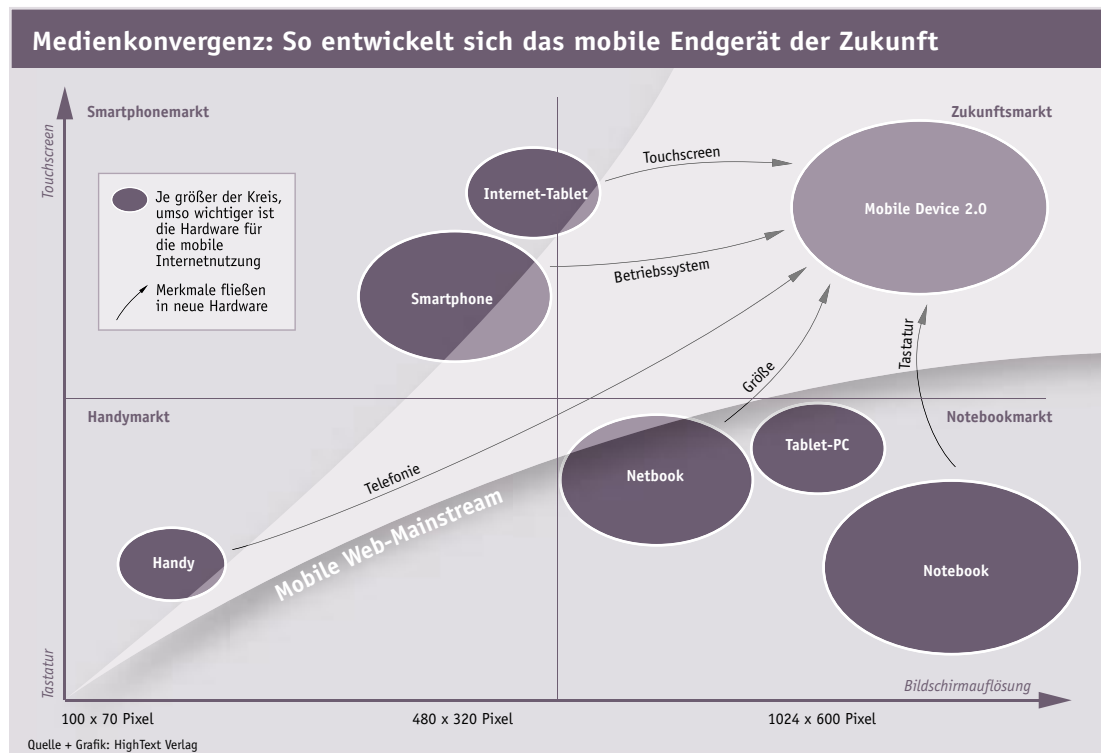 Medienkonvergenz: So entwickelt sich das mobile Endgerät der Zukunft
Smartphonemarkt
Zukunftsmarkt
Touchscreen
Je größer der Kreis,
umso wichtiger ist
die Hardware für
die mobile
Internetnutzung
Merkmale fließen
in neue Hardware
Internet-Tablet
Touchscreen
Mobile Device 2.0
Smartphone
Betriebssystem
Größe
Tastatur
Handymarkt
Notebookmarkt
Telefonie
Netbook
Tablet-PC
Mobile Web-Mainstream
Handy
Notebook
Tastatur
Bildschirmauflösung
100 x 70 Pixel
480 x 320 Pixel
1024 x 600 Pixel
Quelle + Grafik: HighText Verlag